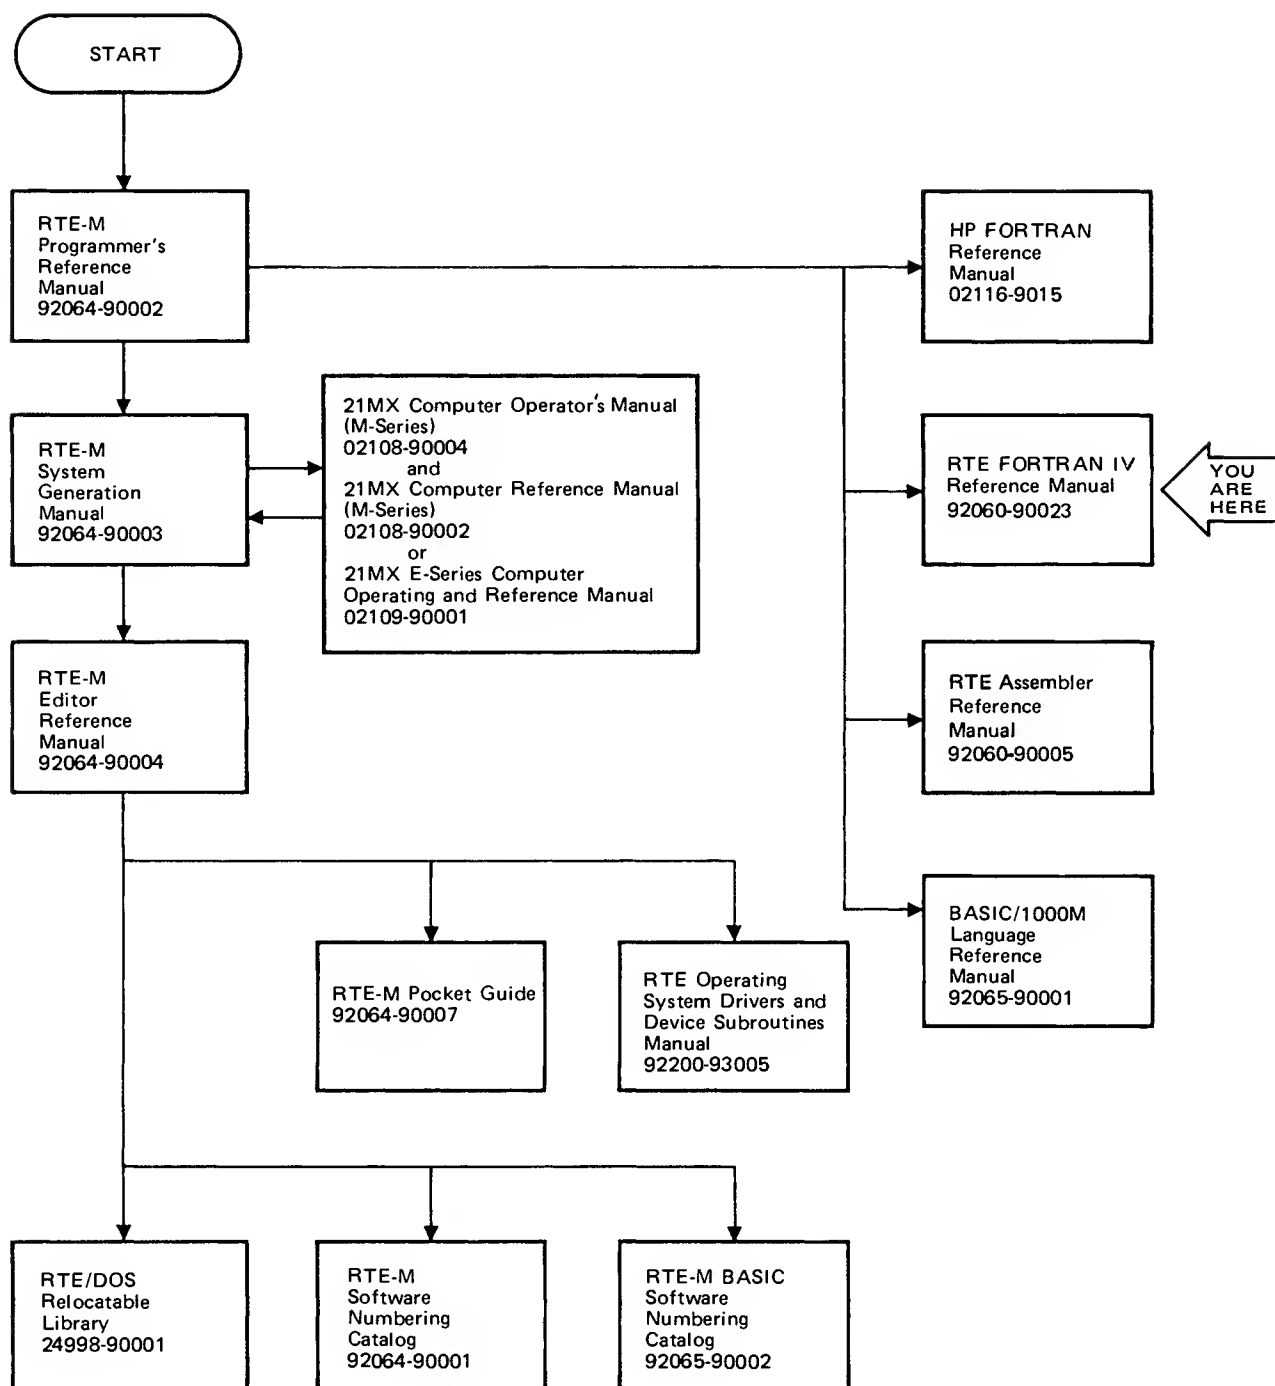 START
RTE-M
Programmer's
Reference
Manual
92064-90002
HP FORTRAN
Reference
Manual
02116-9015
RTE-M
System
Generation
Manual
92064-90003
21MX Computer Operator's Manual
(M-Series)
02108-90004
and
21MX Computer Reference Manual
(M-Series)
02108-90002
or
21MX E-Series Computer
Operating and Reference Manual
02109-90001
RTE FORTRAN IV
Reference Manual
92060-90023
YOU
ARE
HERE
RTE-M
Editor
Reference
Manual
92064-90004
RTE Assembler
Reference
Manual
92060-90005
RTE-M Pocket Guide
92064-90007
RTE Operating
System Drivers and
Device Subroutines
Manual
92200-93005
BASIC/1000M
Language
Reference
Manual
92065-90001
RTE/DOS
Relocatable
Library
24998-90001
RTE-M
Software
Numbering
Catalog
92064-90001
RTE-M BASIC
Software
Numbering
Catalog
92065-90002